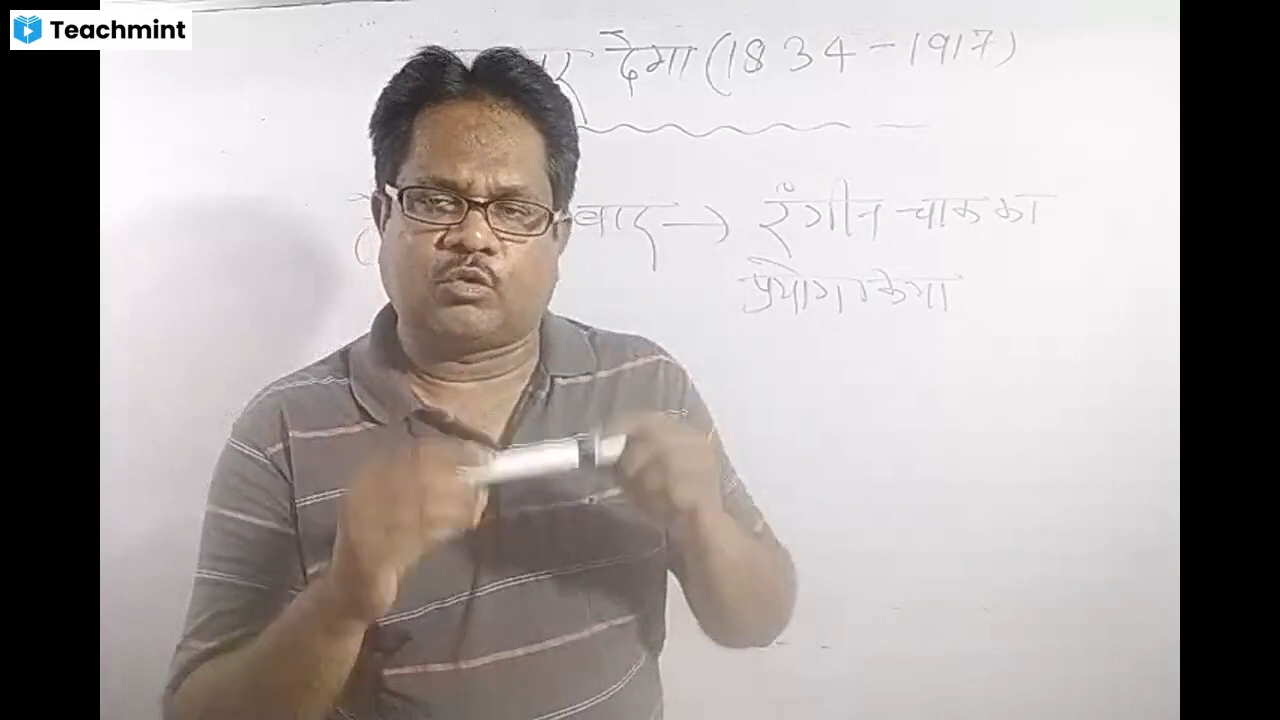 Teachmint
देगा (1834-1917)
वाद → रंगीन चाक का
प्रयोग किया